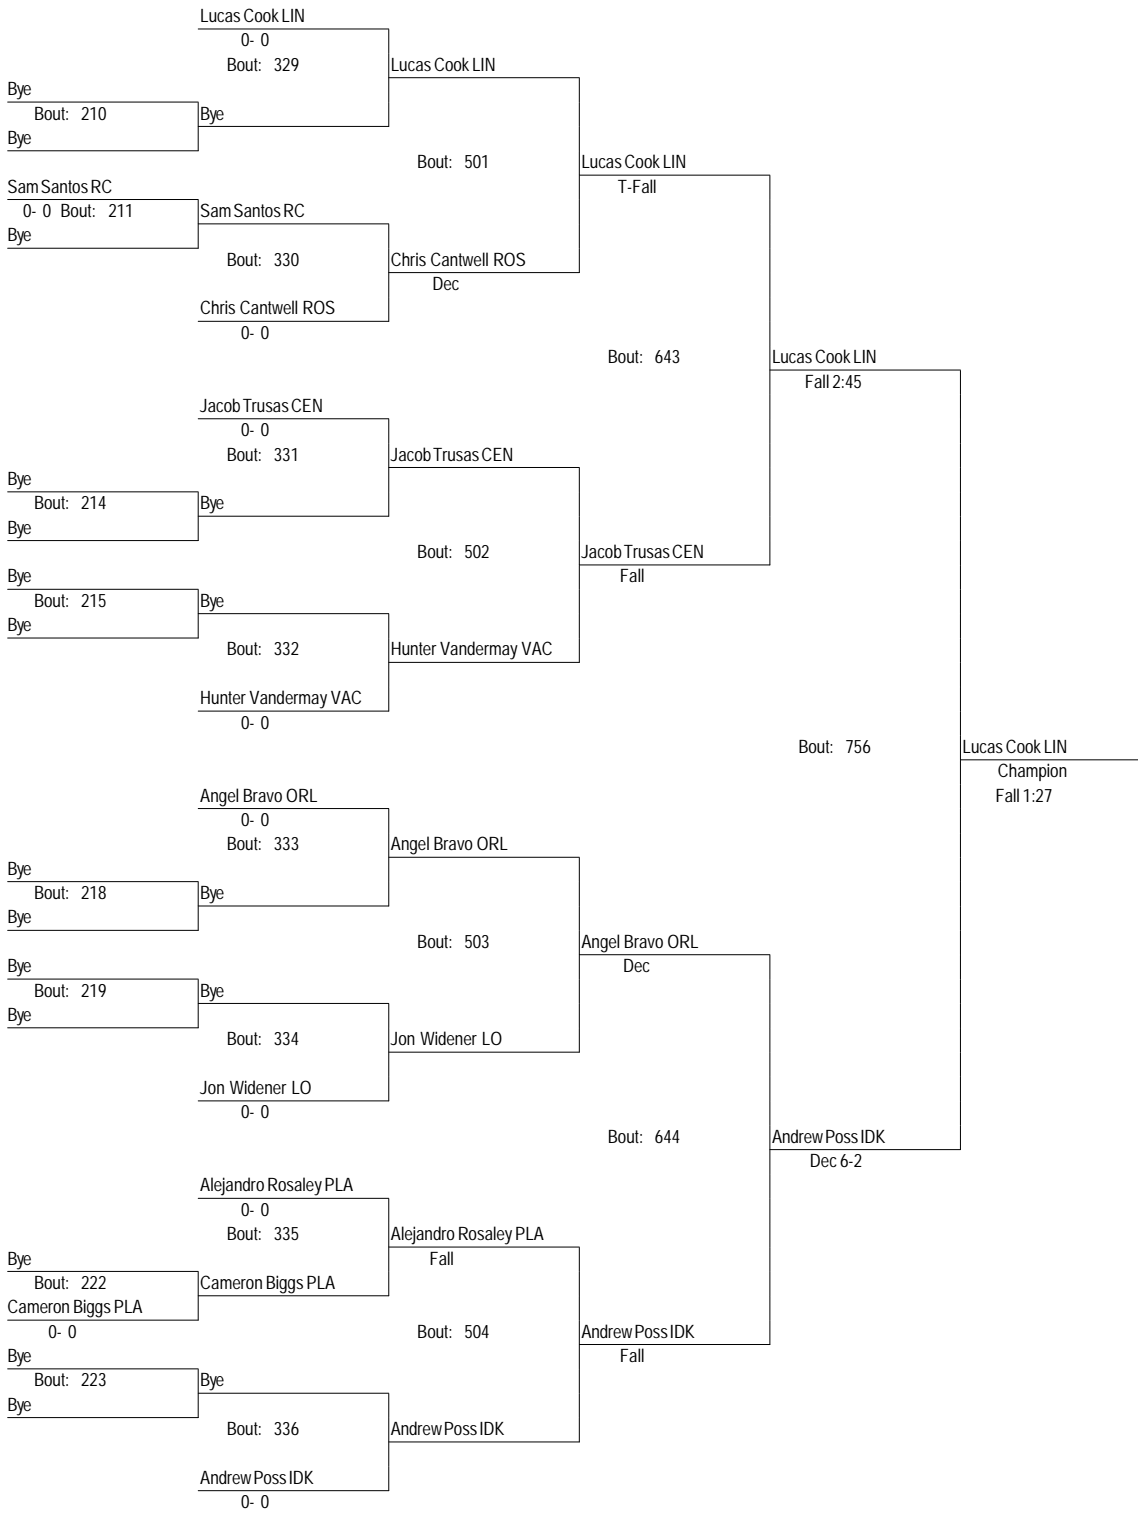 Lucas Cook LIN
0- 0
Bout: 329
Lucas Cook LIN
Bye
Bout: 210
Bye
Bye
Bout: 501
Lucas Cook LIN
T-Fall
Sam Santos RC
0- 0 Bout: 211
Sam Santos RC
Bye
Bout: 330
Chris Cantwell ROS
Dec
Chris Cantwell ROS
0- 0
Bout: 643
Lucas Cook LIN
Fall 2:45
Jacob Trusas CEN
0- 0
Bout: 331
Jacob Trusas CEN
Bye
Bout: 214
Bye
Bye
Bout: 502
Jacob Trusas CEN
Fall
Bye
Bout: 215
Bye
Bye
Bout: 332
Hunter Vandermay VAC
Hunter Vandermay VAC
0- 0
Bout: 756
Lucas Cook LIN
Champion
Fall 1:27
Angel Bravo ORL
0- 0
Bout: 333
Angel Bravo ORL
Bye
Bout: 218
Bye
Bye
Bout: 503
Angel Bravo ORL
Dec
Bye
Bout: 219
Bye
Bye
Bout: 334
Jon Widener LO
Jon Widener LO
0- 0
Bout: 644
Andrew Poss IDK
Dec 6-2
Alejandro Rosaley PLA
0- 0
Bout: 335
Alejandro Rosaley PLA
Fall
Bye
Bout: 222
Cameron Biggs PLA
Cameron Biggs PLA
0- 0
Bout: 504
Andrew Poss IDK
Fall
Bye
Bout: 223
Bye
Bye
Bout: 336
Andrew Poss IDK
Andrew Poss IDK
0- 0